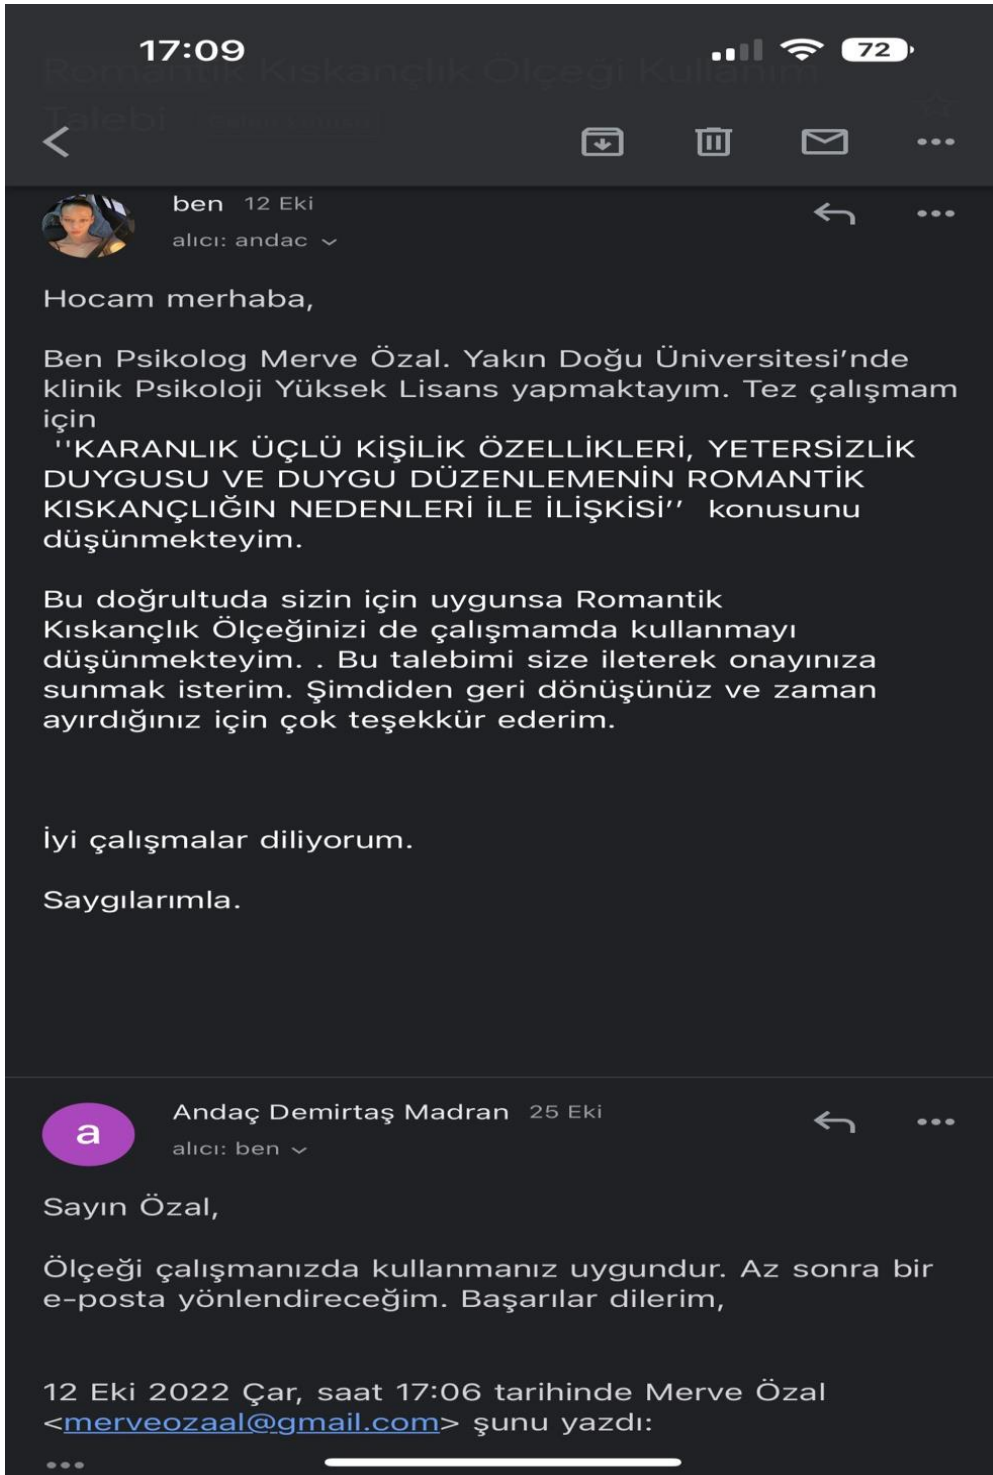 17:09
72
Romantik Kıskançlık Ölçeği Kullanım
Talebi
ben 12 Eki
alıcı: andac
Hocam merhaba,
Ben Psikolog Merve Özal. Yakın Doğu Üniversitesi’nde
klinik Psikoloji Yüksek Lisans yapmaktayım. Tez çalışmam
için
''KARANLIK ÜÇLÜ KİŞİLİK ÖZELLİKLERİ, YETERSİZLİK
DUYGUSU VE DUYGU DÜZENLEMENİN ROMANTİK
KISKANÇLIĞIN NEDENLERİ İLE İLİŞKİSİ’’ konusunu
düşünmekteyim.
Bu doğrultuda sizin için uygunsa Romantik
Kıskançlık Ölçeğinizi de çalışmamda kullanmayı
düşünmekteyim. . Bu talebimi size ileterek onayınıza
sunmak isterim. Şimdiden geri dönüşünüz ve zaman
ayırdığınız için çok teşekkür ederim.
İyi çalışmalar diliyorum.
Saygılarımla.
a
Andaç Demirtaş Madran 25 Eki
alıcı: ben
Sayın Özal,
Ölçeği çalışmanızda kullanmanız uygundur. Az sonra bir
e-posta yönlendireceğim. Başarılar dilerim,
12 Eki 2022 Çar, saat 17:06 tarihinde Merve Özal
<merveozaal@gmail.com> şunu yazdı: